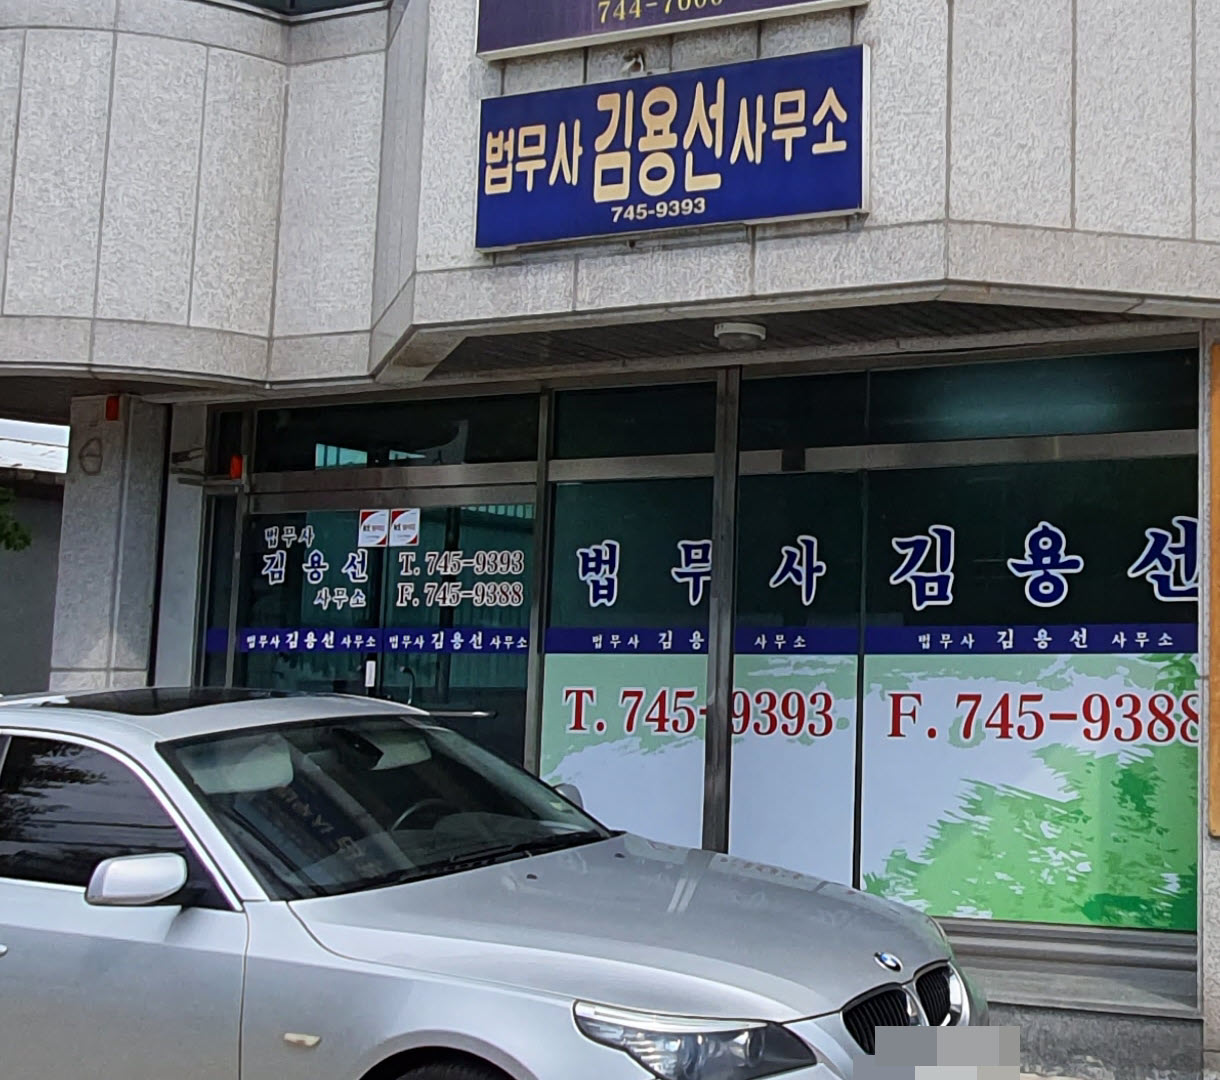 법무사 김용선 사무소
745-9393
법무사
김용선
사무소
T. 745-9393
F. 745-9388
법무사 김용선 사무소 법무사 김용선 사무소
법무사 김용선
법무사 김용 사무소 법무사 김용선 사무소
T. 745-9393 F. 745-9388